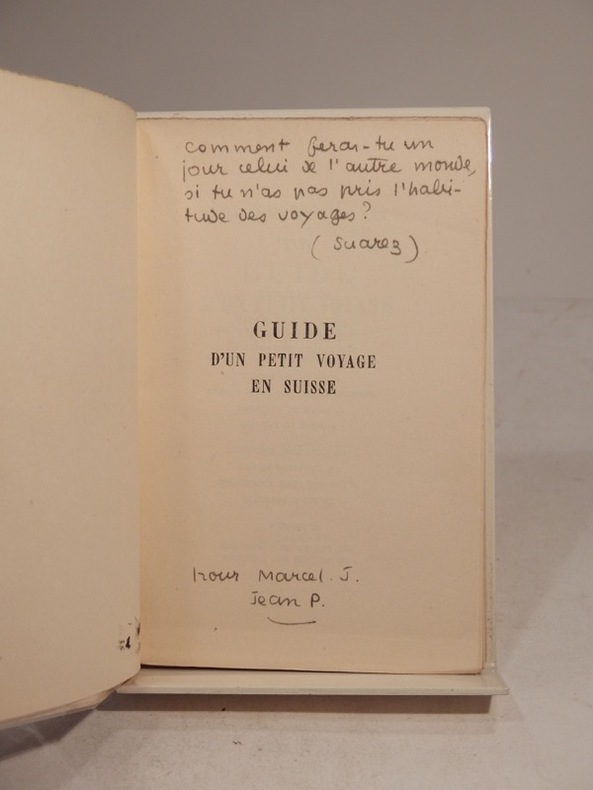 comment feras-tu un
jour celui de l'autre monde,
si tu n'as pas pris l'habi-
tude des voyages?
(Suarez)
GUIDE
D'UN PETIT VOYAGE
EN SUISSE
pour Marcel. J.
Jean P.